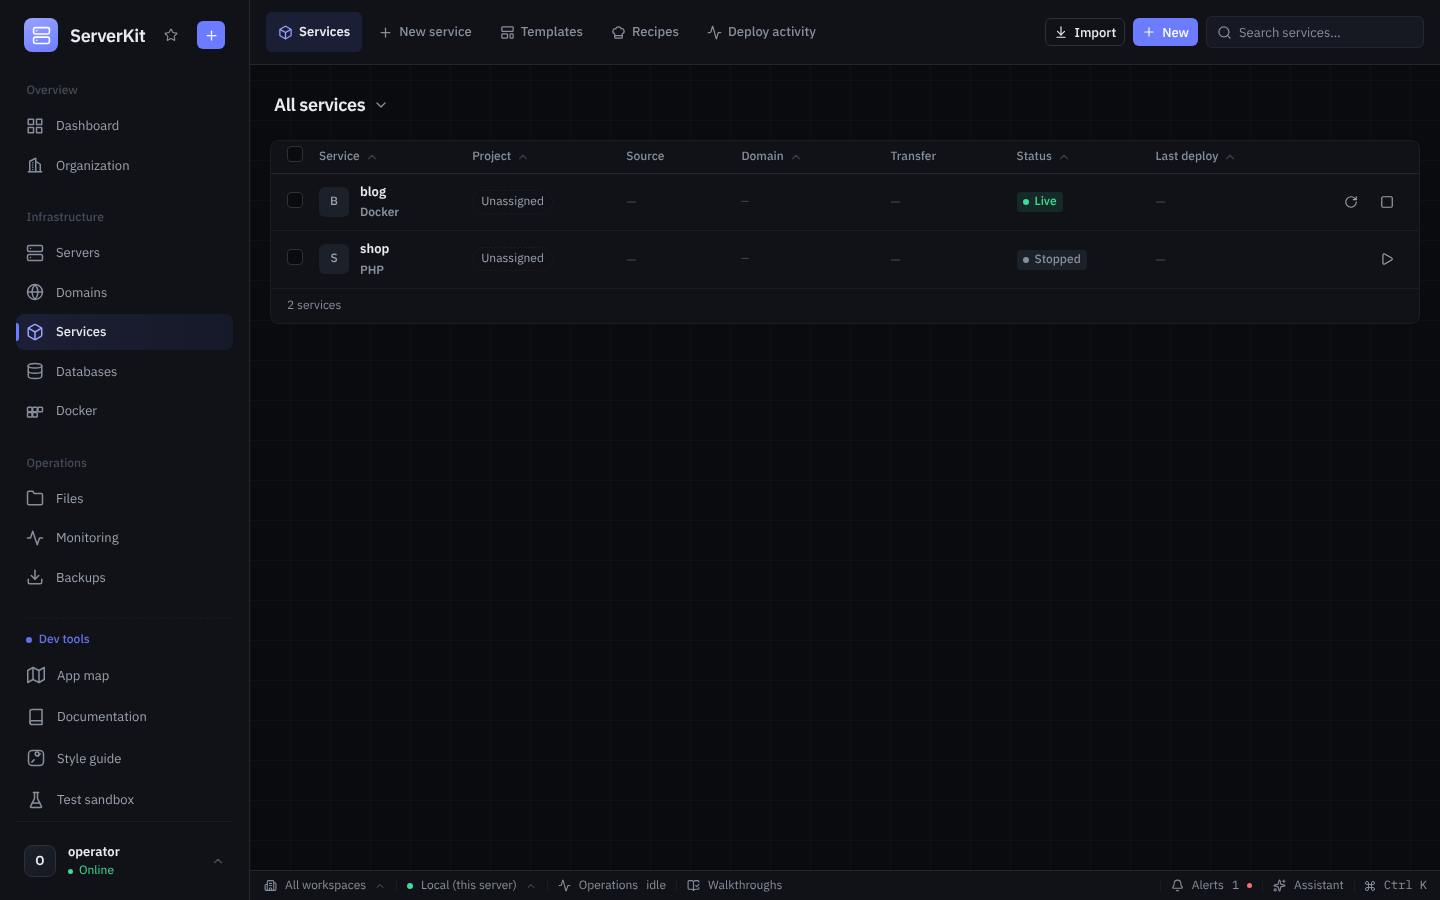 ServerKit
Services
New service
Templates
Recipes
Deploy activity
Import
New
Search services...
Overview
Dashboard
Organization
Infrastructure
Servers
Domains
Services
Databases
Docker
Operations
Files
Monitoring
Backups
Dev tools
App map
Documentation
Style guide
Test sandbox
O
operator
Online
All services
Service Project Source Domain Transfer Status Last deploy
B blog Unassigned — – — Live —
Docker
S shop Unassigned — – — Stopped —
PHP
2 services
All workspaces Local (this server) Operations idle Walkthroughs Alerts 1 Assistant Ctrl K